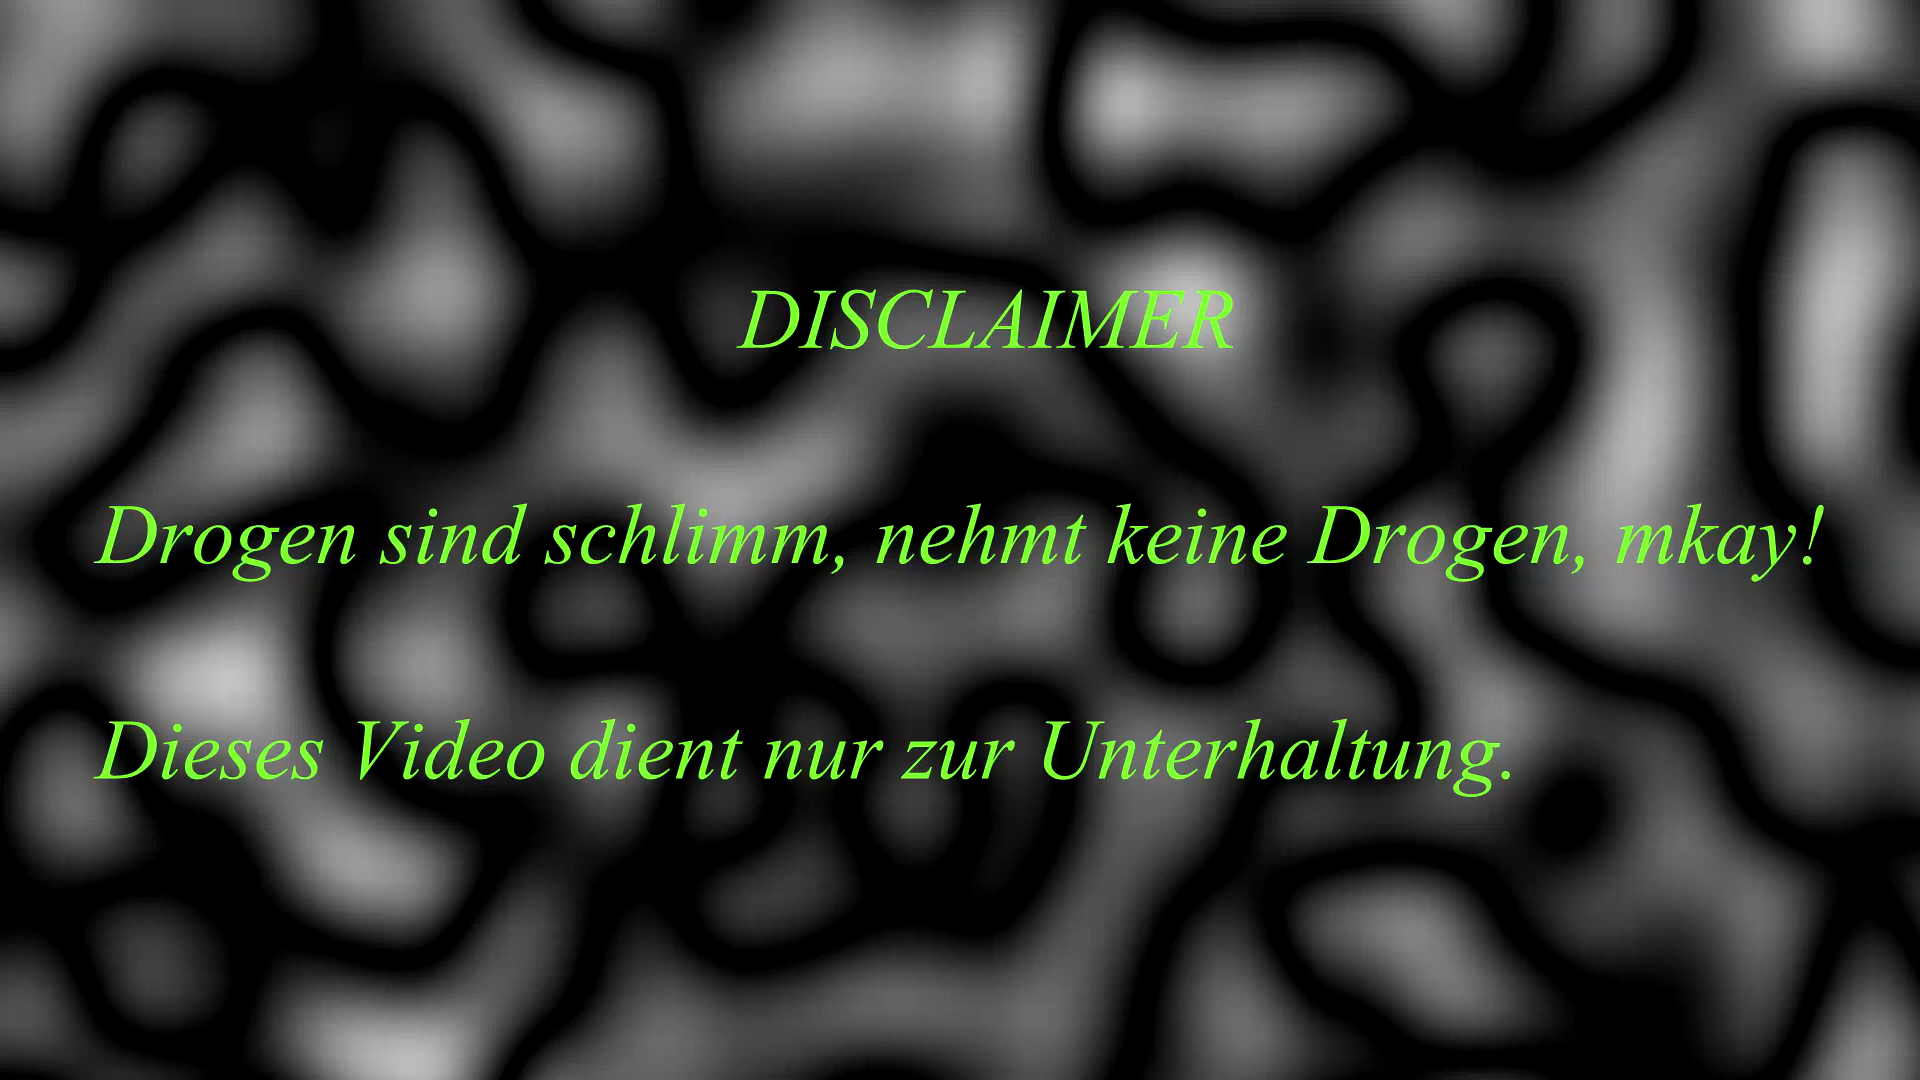 DISCLAIMER
Drogen sind schlimm, nehmt keine Drogen, mkay!
Dieses Video dient nur zur Unterhaltung.